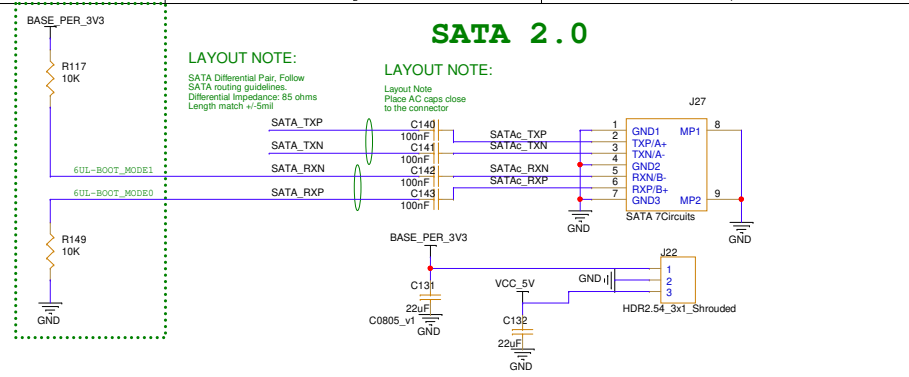 SATA 2.0
BASE_PER_3V3
R117
10K
LAYOUT NOTE:
SATA Differential Pair, Follow
SATA routing guidelines.
Differential Impedance: 85 ohms
Length match +/-5mil
LAYOUT NOTE:
Layout Note
Place AC caps close
to the connector
J27
SATA_TXP
C140
100nF
SATAc_TXP
SATA_TXN
C141
100nF
SATAc_TXN
6UL-BOOT_MODE1
SATA_RXN
C142
100nF
SATAc_RXN
6UL-BOOT_MODE0
SATA_RXP
C143
100nF
SATAc_RXP
1 GND1 MP1 8
2 TXP/A+
3 TXN/A-
4 GND2
5 RXN/B-
6 RXP/B+
7 GND3 MP2 9
SATA 7Circuits
GND
GND
R149
10K
GND
BASE_PER_3V3
C131
22uF
C0805_v1
GND
VCC_5V
C132
22uF
GND
J22
1
GND 2
3
HDR2.54_3x1_Shrouded